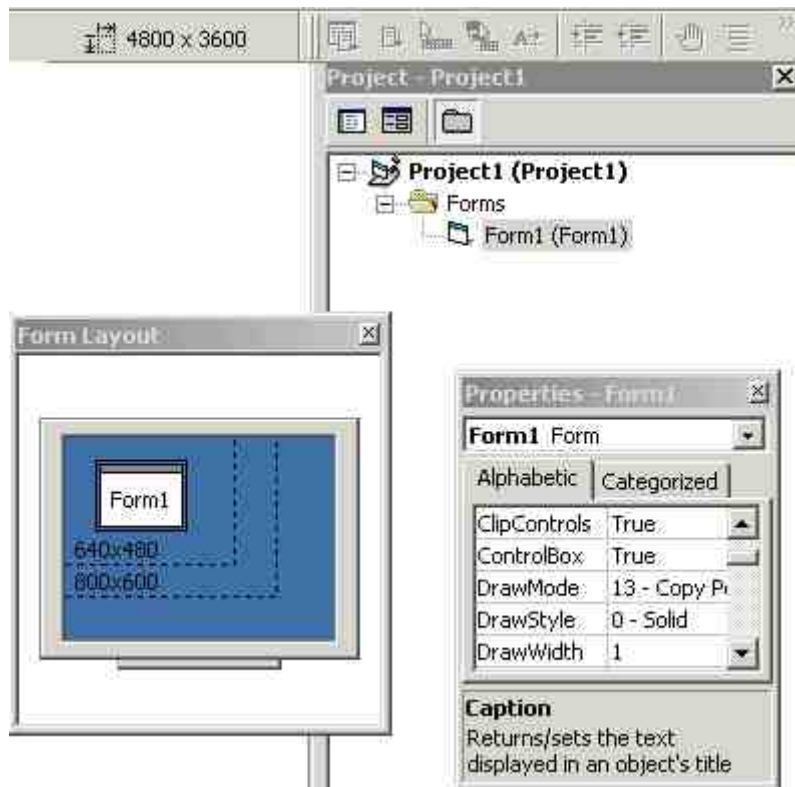 4800 x 3600
Project - Project1
Project1 (Project1)
Forms
Form1 (Form1)
Form Layout
Form1
640x480
800x600
Properties - Form1
Form1 Form
Alphabetic Categorized
ClipControls True
ControlBox True
DrawMode 13 - Copy Pe
DrawStyle 0 - Solid
DrawWidth 1
Caption
Returns/sets the text
displayed in an object's title